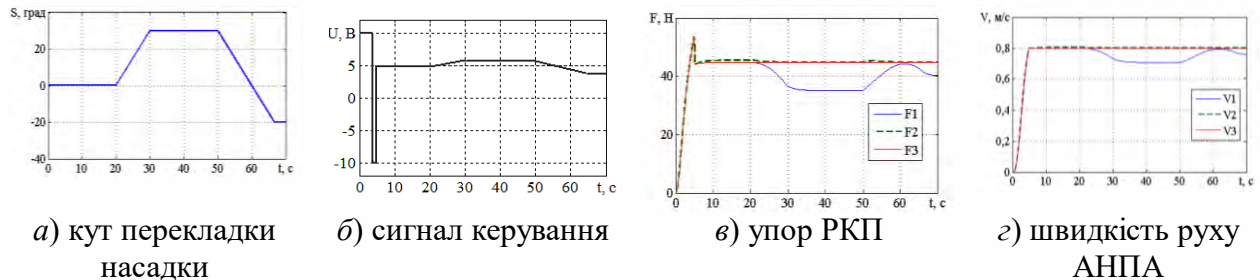 S, град
20
0
-20
-40
0 10 20 30 40 50 60 t, с
U, В
10
5
0
-5
-10
0 10 20 30 40 50 60 t, с
F, Н
40
20
0
0 10 20 30 40 50 60 t, с
F1
F2
F3
V, м/с
0,8
0,6
0,4
0,2
0
0 10 20 30 40 50 60 t, с
V1
V2
V3
а) кут перекладки
насадки
б) сигнал керування
в) упор РКП
г) швидкість руху
АНПА